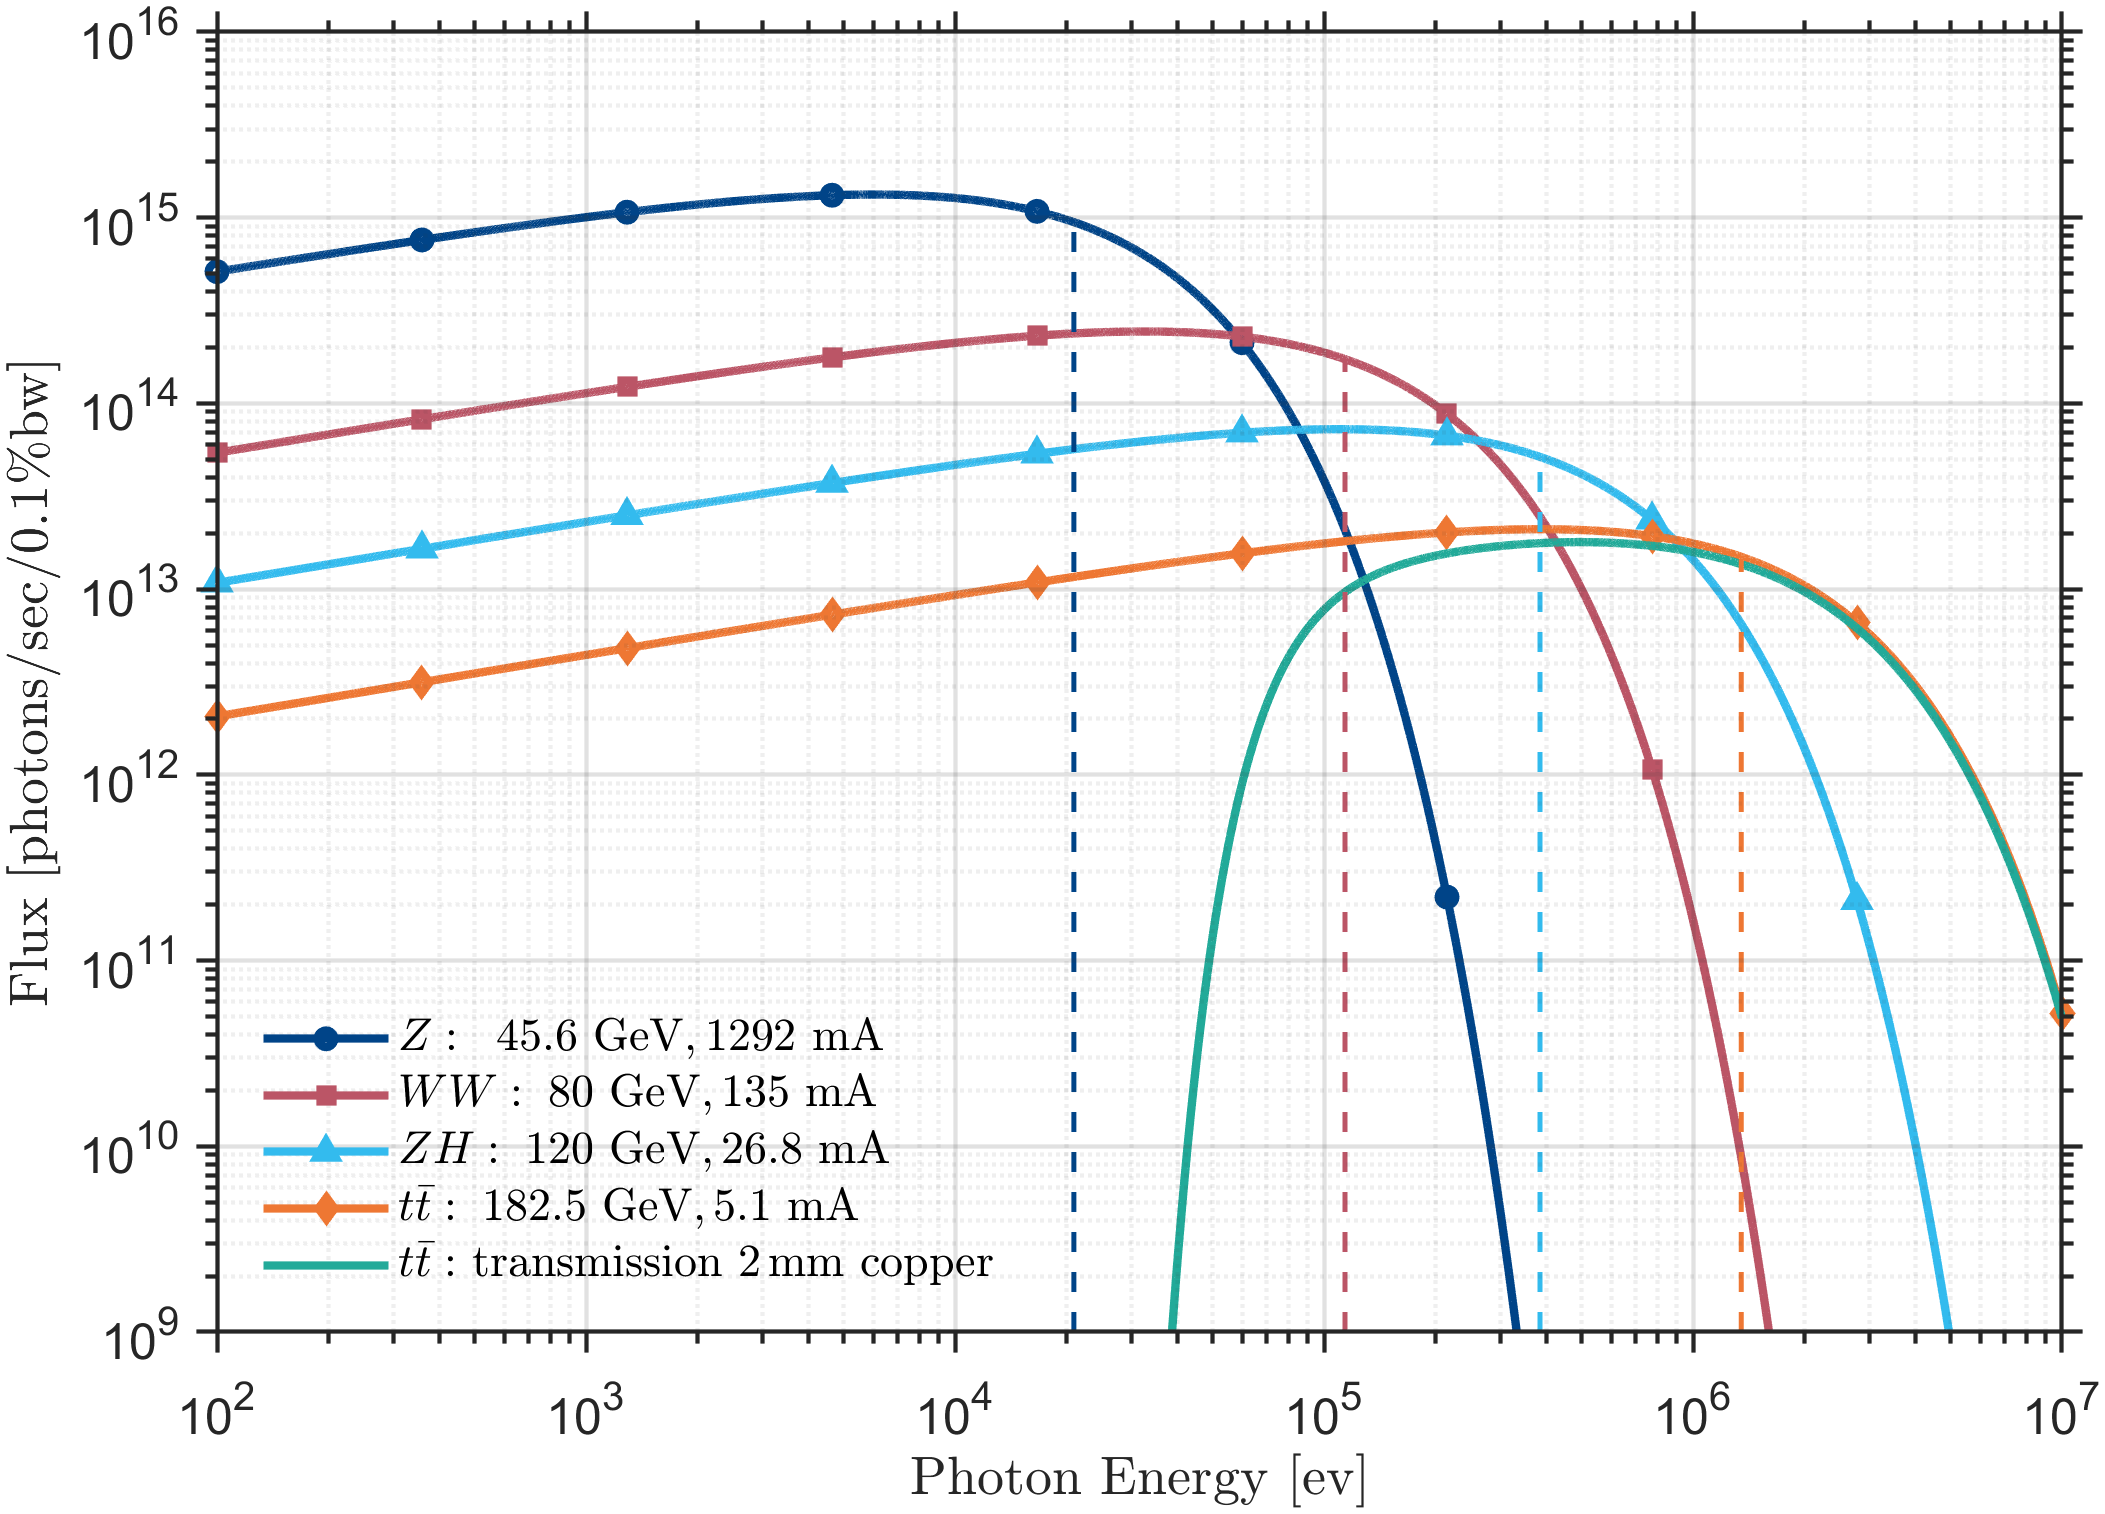 10^16
10^15
10^14
10^13
10^12
10^11
10^10
10^9
Flux [photons/sec/0.1%bw]
Z : 45.6 GeV, 1292 mA
WW : 80 GeV, 135 mA
ZH : 120 GeV, 26.8 mA
tt̄ : 182.5 GeV, 5.1 mA
tt̄ : transmission 2 mm copper
10^2 10^3 10^4 10^5 10^6 10^7
Photon Energy [ev]